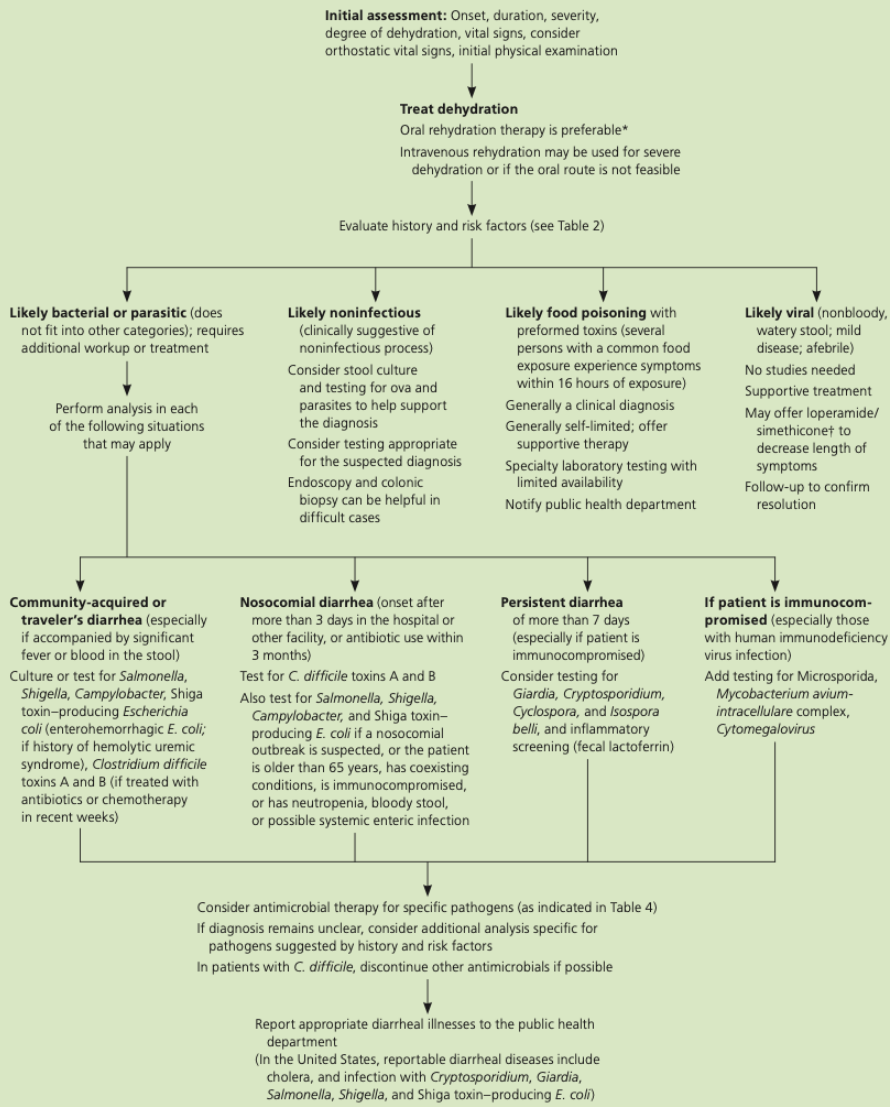 Initial assessment: Onset, duration, severity,
degree of dehydration, vital signs, consider
orthostatic vital signs, initial physical examination
Treat dehydration
Oral rehydration therapy is preferable*
Intravenous rehydration may be used for severe
dehydration or if the oral route is not feasible
Evaluate history and risk factors (see Table 2)
Likely bacterial or parasitic (does
not fit into other categories); requires
additional workup or treatment
Perform analysis in each
of the following situations
that may apply
Likely noninfectious
(clinically suggestive of
noninfectious process)
Consider stool culture
and testing for ova and
parasites to help support
the diagnosis
Consider testing appropriate
for the suspected diagnosis
Endoscopy and colonic
biopsy can be helpful in
difficult cases
Likely food poisoning with
preformed toxins (several
persons with a common food
exposure experience symptoms
within 16 hours of exposure)
Generally a clinical diagnosis
Generally self-limited; offer
supportive therapy
Specialty laboratory testing with
limited availability
Notify public health department
Likely viral (nonbloody,
watery stool; mild
disease; afebrile)
No studies needed
Supportive treatment
May offer loperamide/
simethicone† to
decrease length of
symptoms
Follow-up to confirm
resolution
Community-acquired or
traveler's diarrhea (especially
if accompanied by significant
fever or blood in the stool)
Culture or test for Salmonella,
Shigella, Campylobacter, Shiga
toxin–producing Escherichia
coli (enterohemorrhagic E. coli;
if history of hemolytic uremic
syndrome), Clostridium difficile
toxins A and B (if treated with
antibiotics or chemotherapy
in recent weeks)
Nosocomial diarrhea (onset after
more than 3 days in the hospital or
other facility, or antibiotic use within
3 months)
Test for C. difficile toxins A and B
Also test for Salmonella, Shigella,
Campylobacter, and Shiga toxin–
producing E. coli if a nosocomial
outbreak is suspected, or the patient
is older than 65 years, has coexisting
conditions, is immunocompromised,
or has neutropenia, bloody stool,
or possible systemic enteric infection
Persistent diarrhea
of more than 7 days
(especially if patient is
immunocompromised)
Consider testing for
Giardia, Cryptosporidium,
Cyclospora, and Isospora
belli, and inflammatory
screening (fecal lactoferrin)
If patient is immunocom-
promised (especially those
with human immunodeficiency
virus infection)
Add testing for Microsporida,
Mycobacterium avium-
intracellulare complex,
Cytomegalovirus
Consider antimicrobial therapy for specific pathogens (as indicated in Table 4)
If diagnosis remains unclear, consider additional analysis specific for
pathogens suggested by history and risk factors
In patients with C. difficile, discontinue other antimicrobials if possible
Report appropriate diarrheal illnesses to the public health
department
(In the United States, reportable diarrheal diseases include
cholera, and infection with Cryptosporidium, Giardia,
Salmonella, Shigella, and Shiga toxin–producing E. coli)